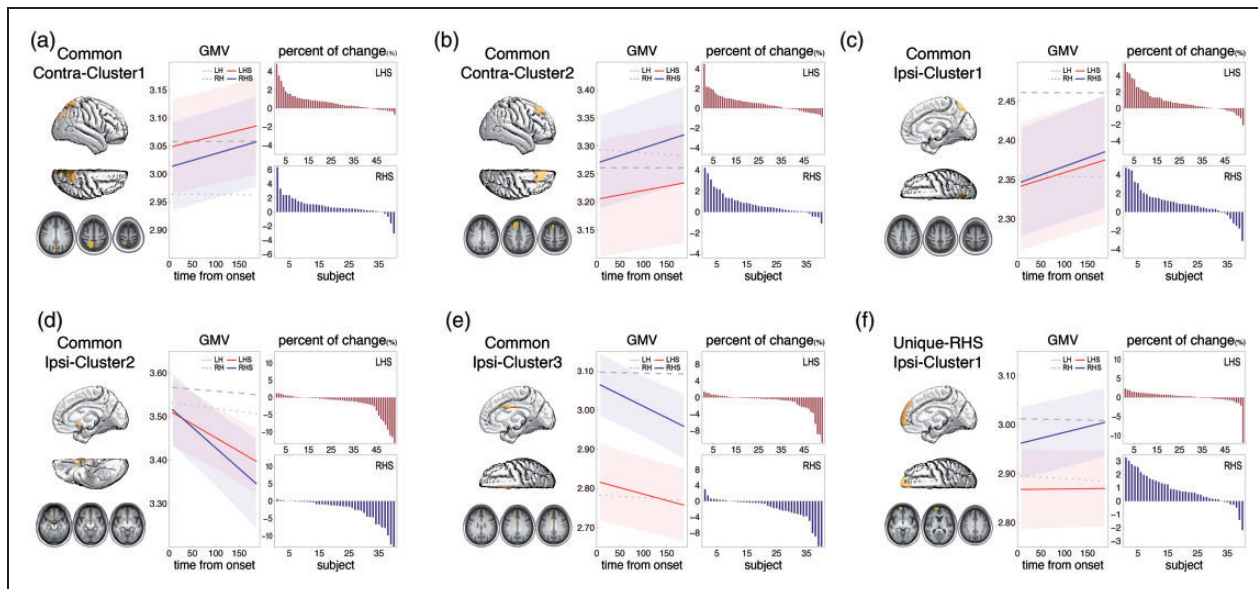 (a)
Common
Contra-Cluster1
GMV
LH LHS
RH RHS
3.15
3.10
3.05
3.00
2.95
2.90
0 50 100 150
time from onset
percent of change(%)
LHS
4
2
0
−2
−4
5 15 25 35 45
RHS
6
4
2
0
−2
−4
−6
5 15 25 35
subject
(b)
Common
Contra-Cluster2
GMV
LH LHS
RH RHS
3.40
3.35
3.30
3.25
3.20
3.15
3.10
0 50 100 150
time from onset
percent of change(%)
LHS
4
2
0
−2
−4
5 15 25 35 45
RHS
4
2
0
−2
−4
5 15 25 35
subject
(c)
Common
Ipsi-Cluster1
GMV
LH LHS
RH RHS
2.45
2.40
2.35
2.30
0 50 100 150
time from onset
percent of change(%)
LHS
4
2
0
−2
−4
5 15 25 35 45
RHS
4
2
0
−2
−4
5 15 25 35
subject
(d)
Common
Ipsi-Cluster2
GMV
LH LHS
RH RHS
3.60
3.50
3.40
3.30
0 50 100 150
time from onset
percent of change(%)
LHS
10
5
0
−5
−10
5 15 25 35 45
RHS
10
5
0
−5
−10
5 15 25 35
subject
(e)
Common
Ipsi-Cluster3
GMV
LH LHS
RH RHS
3.10
3.00
2.90
2.80
2.70
0 50 100 150
time from onset
percent of change(%)
LHS
8
4
0
−4
−8
5 15 25 35 45
RHS
8
4
0
−4
−8
5 15 25 35
subject
(f)
Unique-RHS
Ipsi-Cluster1
GMV
LH LHS
RH RHS
3.10
3.00
2.90
2.80
0 50 100 150
time from onset
percent of change(%)
LHS
10
5
0
−5
−10
5 15 25 35 45
RHS
3
2
1
0
−1
−2
−3
5 15 25 35
subject